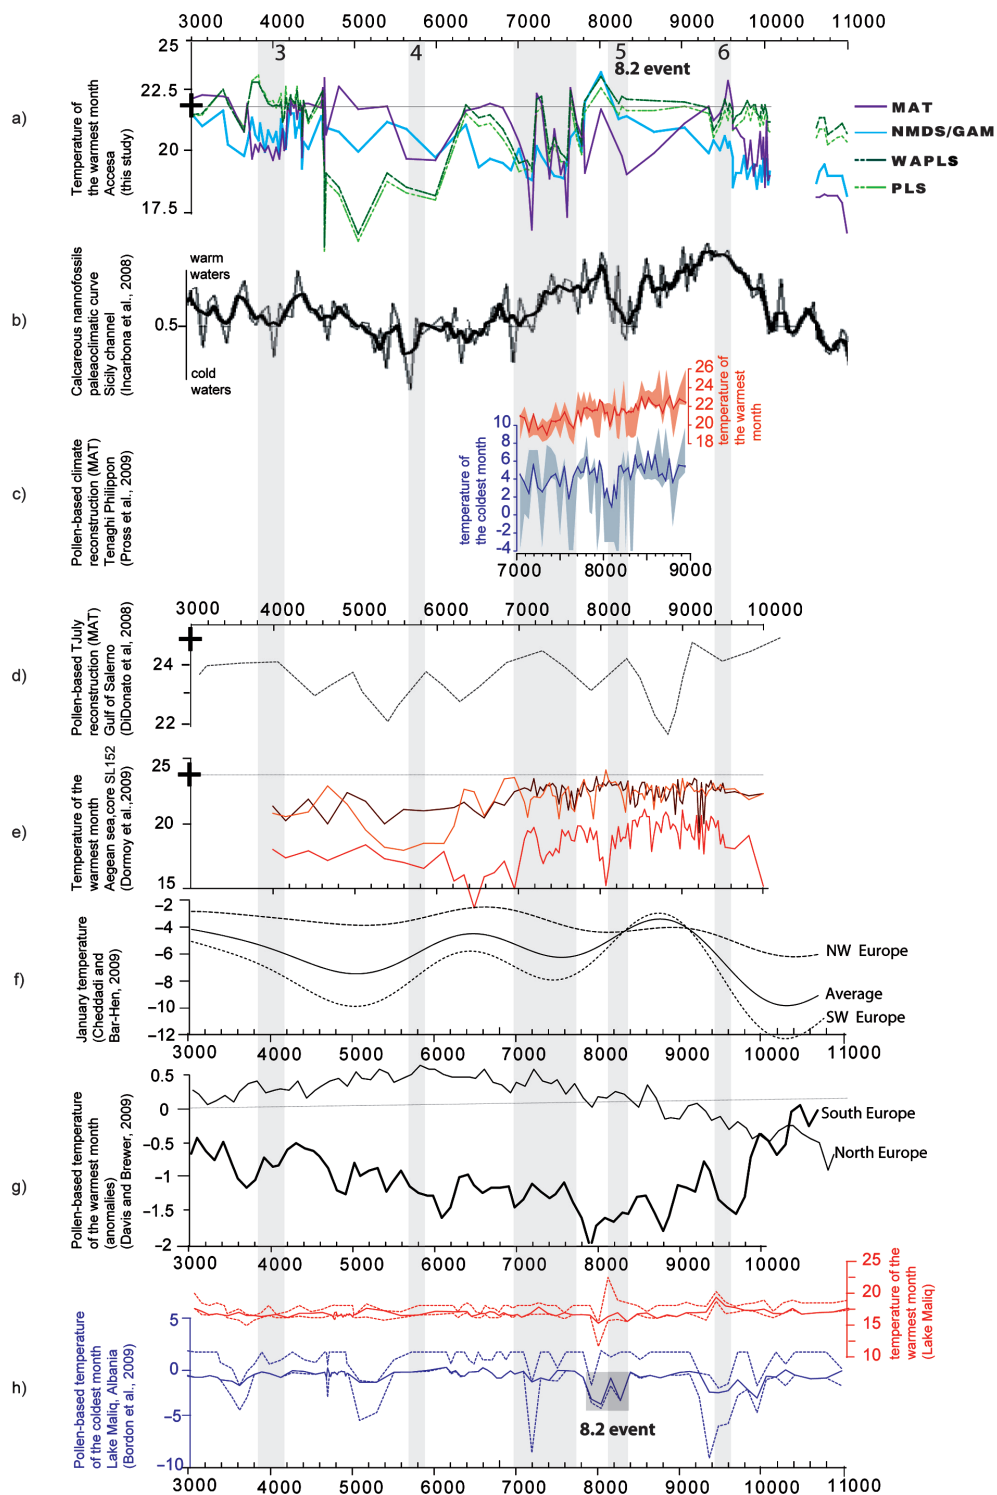 3000 4000 5000 6000 7000 8000 9000 10000 11000
25
22.5
20
17.5
3
4
5
6
8.2 event
a)
Temperature of
the warmest month
Accesa
(this study)
MAT
NMDS/GAM
WAPLS
PLS
b)
Calcareous nannofossils
paleaoclimatic curve
Sicily channel
(Incarbona et al., 2008)
warm
waters
0.5
cold
waters
c)
Pollen-based climate
reconstruction (MAT)
Tenaghi Philippon
(Pross et al., 2009)
26
24
22
20
18
temperature of
the warmest
month
10
8
6
4
2
0
-2
-4
temperature of
the coldest month
7000 8000 9000
3000 4000 5000 6000 7000 8000 9000 10000
d)
Pollen-based TJuly
reconstruction (MAT)
Gulf of Salerno
(DiDonato et al, 2008)
24
22
e)
Temperature of the
warmest month
Aegean sea,core SL152
(Dormoy et al.,2009)
25
20
15
f)
January temperature
(Cheddadi and
Bar-Hen, 2009)
-2
-4
-6
-8
-10
-12
NW Europe
Average
SW Europe
3000 4000 5000 6000 7000 8000 9000 10000 11000
g)
Pollen-based temperature
of the warmest month
(anomalies)
(Davis and Brewer, 2009)
0.5
0
-0.5
-1
-1.5
-2
South Europe
North Europe
3000 4000 5000 6000 7000 8000 9000 10000
h)
Pollen-based temperature
of the coldest month
Lake Maliq, Albania
(Bordon et al., 2009)
5
0
-5
-10
25
20
15
10
temperature of the
warmest month
(Lake Maliq)
8.2 event
3000 4000 5000 6000 7000 8000 9000 10000 11000